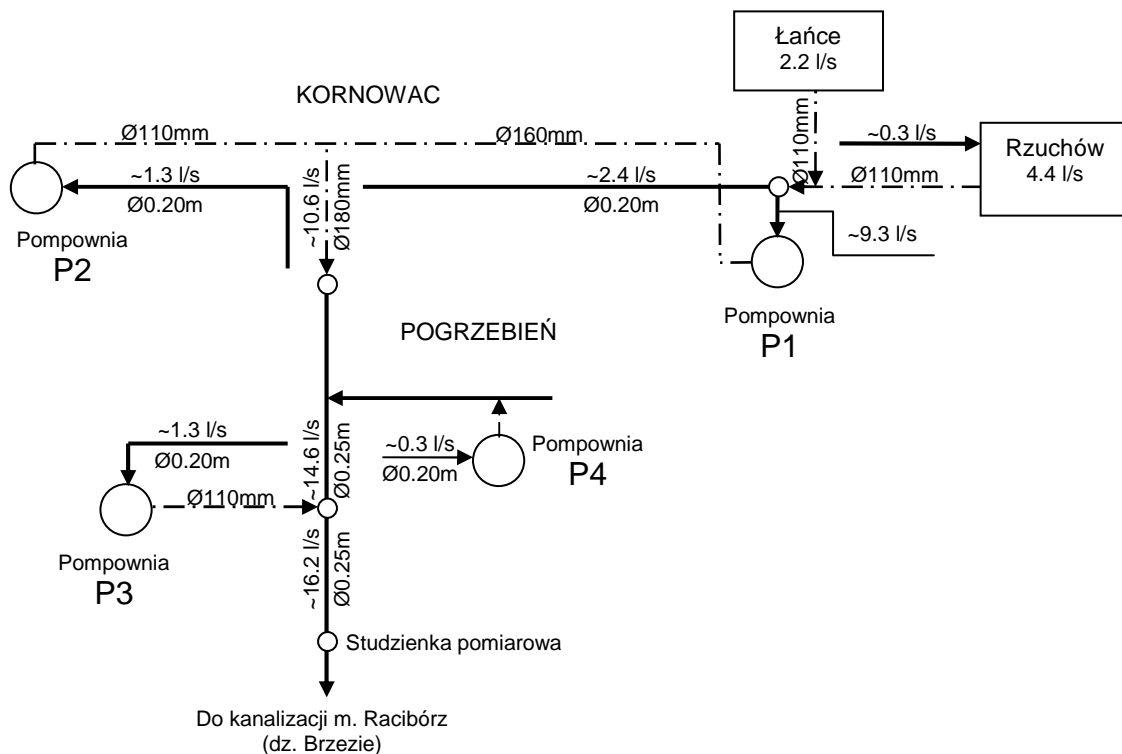 Łańce
2.2 l/s
KORNOWAC
Ø110mm
Ø160mm
Ø110mm
~0.3 l/s
Rzuchów
4.4 l/s
~1.3 l/s
Ø0.20m
~10.6 l/s
Ø180mm
~2.4 l/s
Ø0.20m
Ø110mm
~9.3 l/s
Pompownia
P2
Pompownia
P1
POGRZEBIEŃ
~1.3 l/s
Ø0.20m
~14.6 l/s
Ø0.25m
~0.3 l/s
Ø0.20m
Pompownia
P4
Ø110mm
Pompownia
P3
~16.2 l/s
Ø0.25m
Studzienka pomiarowa
Do kanalizacji m. Racibórz
(dz. Brzezie)